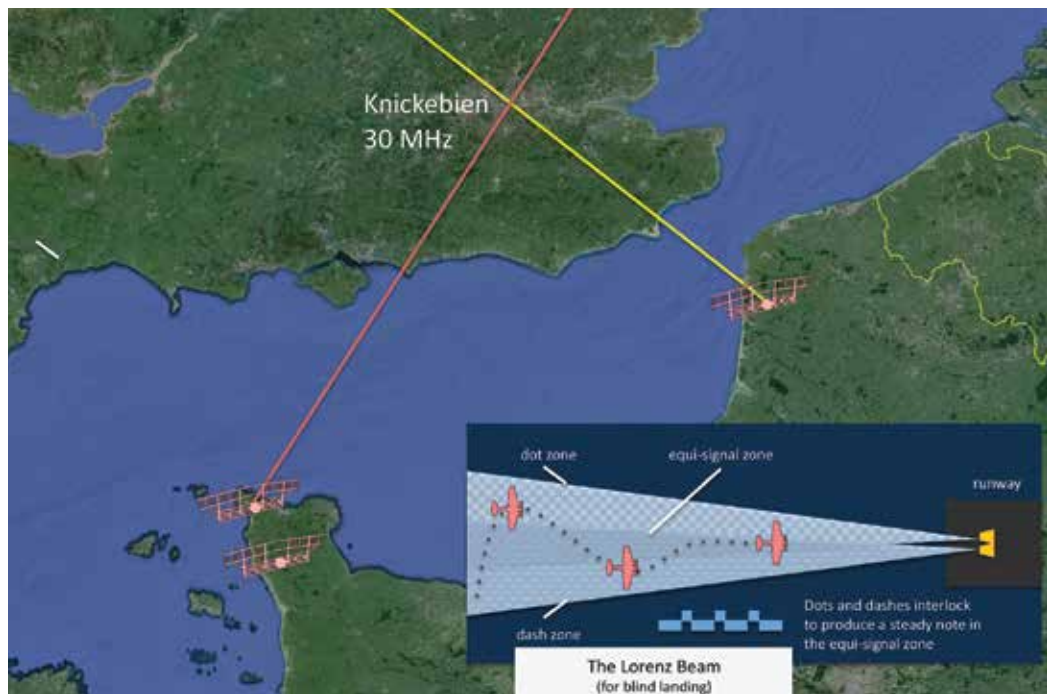 Knickebien
30 MHz
dot zone
equi-signal zone
runway
dash zone
Dots and dashes interlock
to produce a steady note in
the equi-signal zone
The Lorenz Beam
(for blind landing)